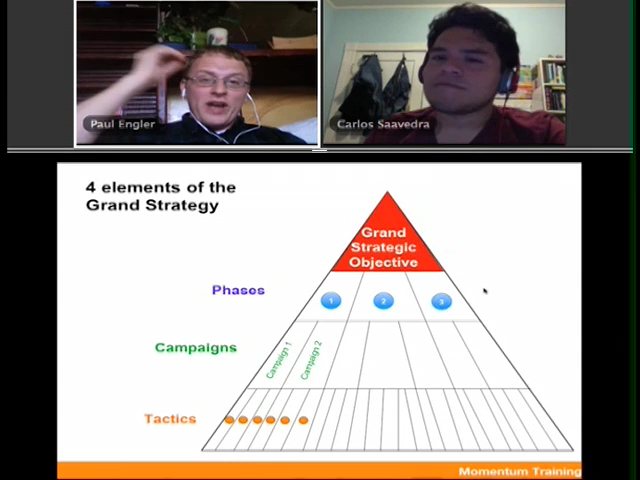 Paul Engler
Carlos Saavedra
4 elements of the
Grand Strategy
Grand
Strategic
Objective
Phases
1
2
3
Campaigns
Campaign 1
Campaign 2
Tactics
Momentum Training